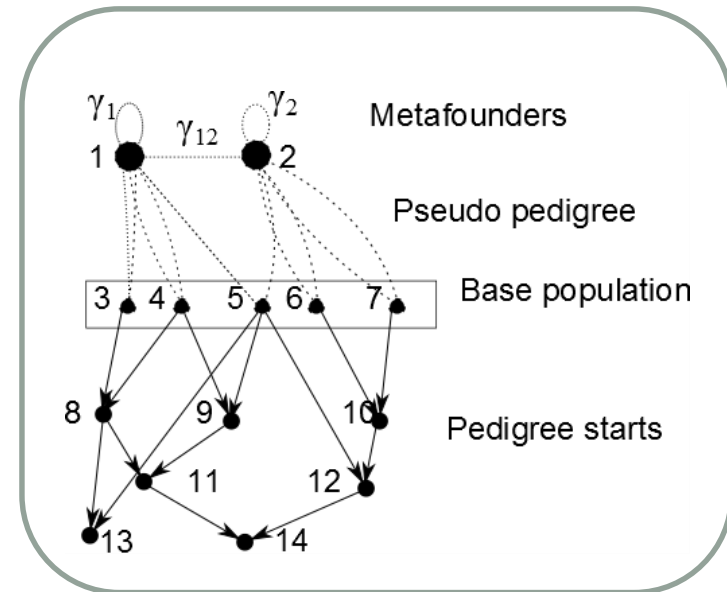 γ1 γ12 γ2 Metafounders
1 2
Pseudo pedigree
3 4 5 6 7 Base population
8 9 10 Pedigree starts
11 12
13 14